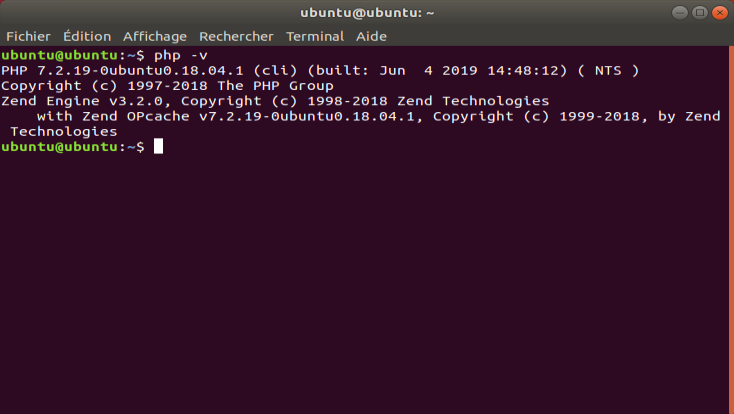 ubuntu@ubuntu: ~
Fichier Édition Affichage Rechercher Terminal Aide
ubuntu@ubuntu:~$ php -v
PHP 7.2.19-0ubuntu0.18.04.1 (cli) (built: Jun  4 2019 14:48:12) ( NTS )
Copyright (c) 1997-2018 The PHP Group
Zend Engine v3.2.0, Copyright (c) 1998-2018 Zend Technologies
    with Zend OPcache v7.2.19-0ubuntu0.18.04.1, Copyright (c) 1999-2018, by Zend
 Technologies
ubuntu@ubuntu:~$